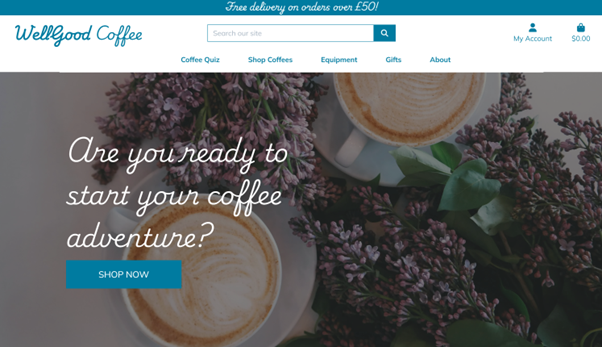 Free delivery on orders over £50!
WellGood Coffee
Search our site
My Account
$0.00
Coffee Quiz
Shop Coffees
Equipment
Gifts
About
Are you ready to
start your coffee
adventure?
SHOP NOW